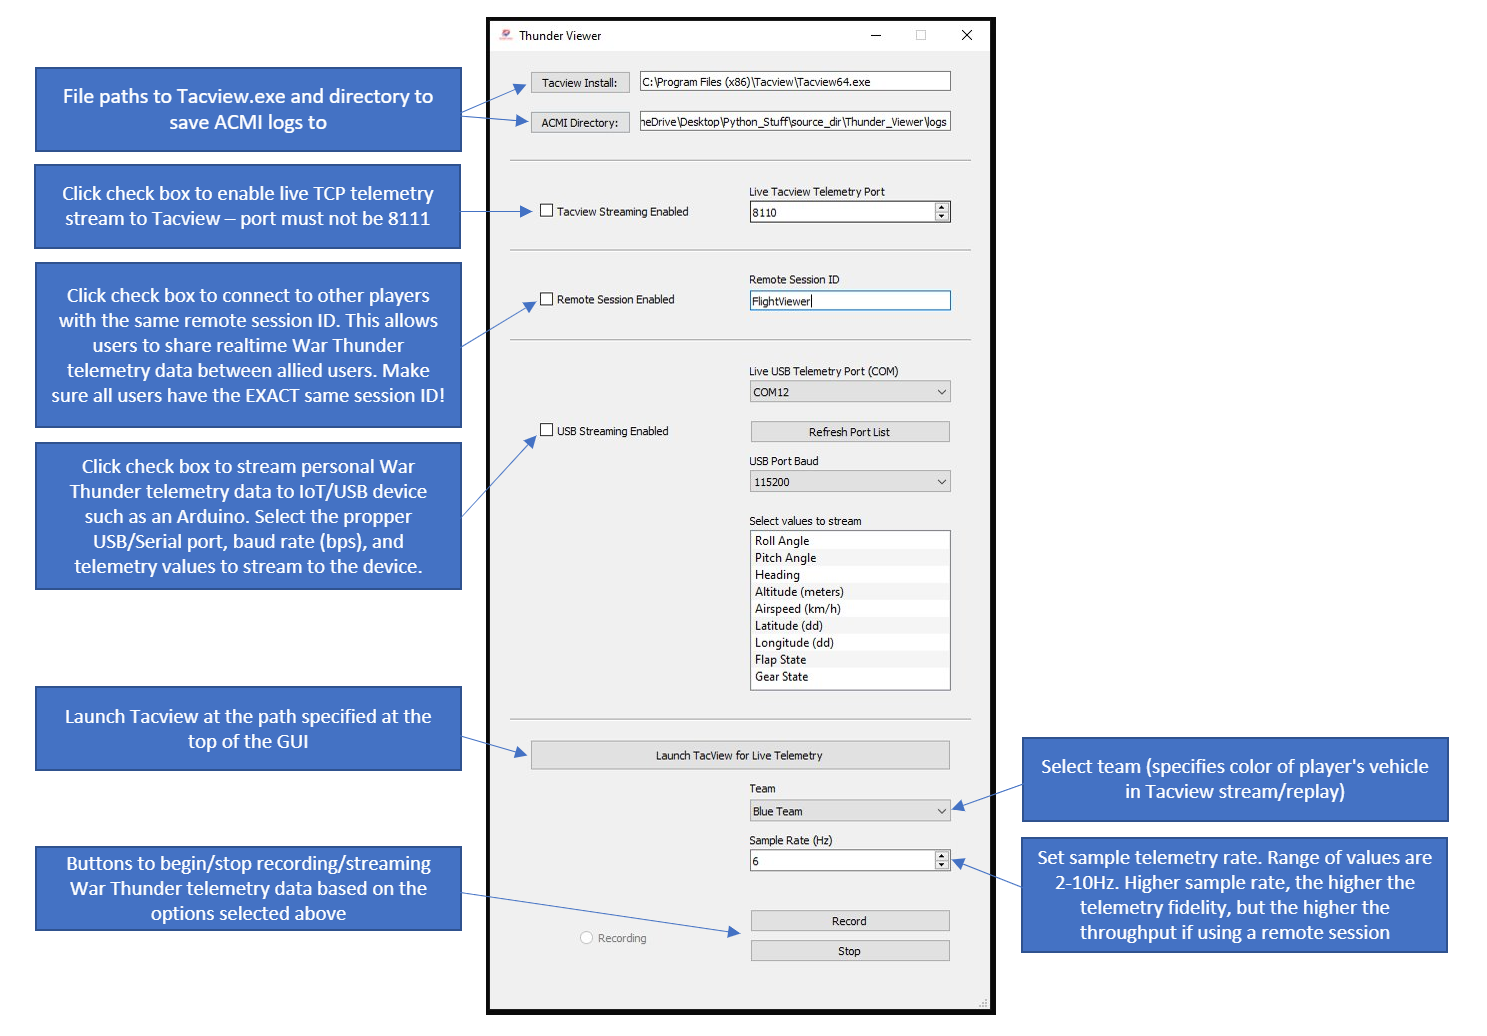 Thunder Viewer
File paths to Tacview.exe and directory to
save ACMI logs to
Tacview Install:
C:\Program Files (x86)\Tacview\Tacview64.exe
ACMI Directory:
neDrive\Desktop\Python_Stuff\source_dir\Thunder_Viewer\logs
Click check box to enable live TCP telemetry
stream to Tacview – port must not be 8111
Tacview Streaming Enabled
Live Tacview Telemetry Port
8110
Click check box to connect to other players
with the same remote session ID. This allows
users to share realtime War Thunder
telemetry data between allied users. Make
sure all users have the EXACT same session ID!
Remote Session Enabled
Remote Session ID
FlightViewer
Click check box to stream personal War
Thunder telemetry data to IoT/USB device
such as an Arduino. Select the propper
USB/Serial port, baud rate (bps), and
telemetry values to stream to the device.
USB Streaming Enabled
Live USB Telemetry Port (COM)
COM12
Refresh Port List
USB Port Baud
115200
Select values to stream
Roll Angle
Pitch Angle
Heading
Altitude (meters)
Airspeed (km/h)
Latitude (dd)
Longitude (dd)
Flap State
Gear State
Launch Tacview at the path specified at the
top of the GUI
Launch TacView for Live Telemetry
Team
Blue Team
Select team (specifies color of player's vehicle
in Tacview stream/replay)
Sample Rate (Hz)
6
Set sample telemetry rate. Range of values are
2-10Hz. Higher sample rate, the higher the
telemetry fidelity, but the higher the
throughput if using a remote session
Buttons to begin/stop recording/streaming
War Thunder telemetry data based on the
options selected above
Recording
Record
Stop